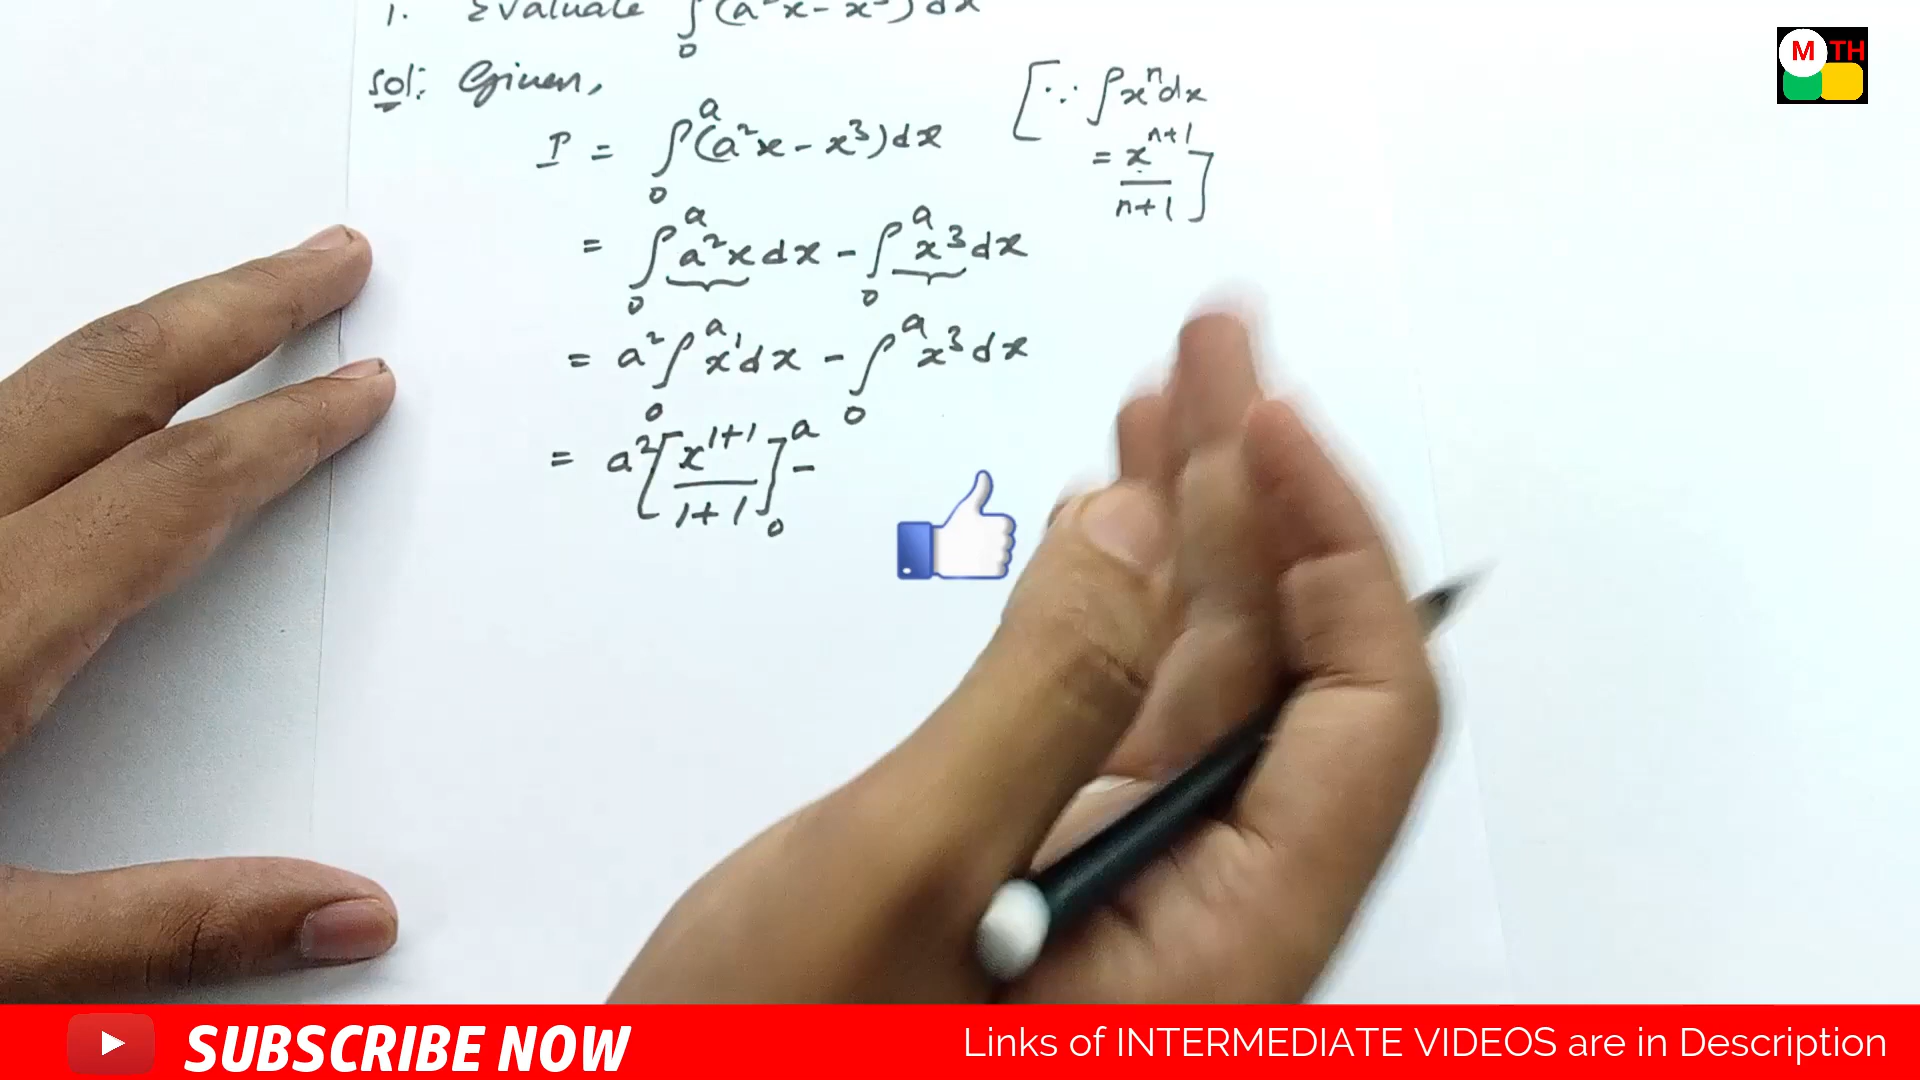 1. Evaluate ∫₀ (a²x - x³) dx
Sol: Given,
I = ∫₀ᵃ (a²x - x³) dx
[∵ ∫xⁿdx
= xⁿ⁺¹/n+1]
= ∫₀ᵃ a²x dx - ∫₀ᵃ x³ dx
= a² ∫₀ᵃ x¹ dx - ∫₀ᵃ x³ dx
= a² [x¹⁺¹/1+1]₀ᵃ -
M TH
SUBSCRIBE NOW
Links of INTERMEDIATE VIDEOS are in Description